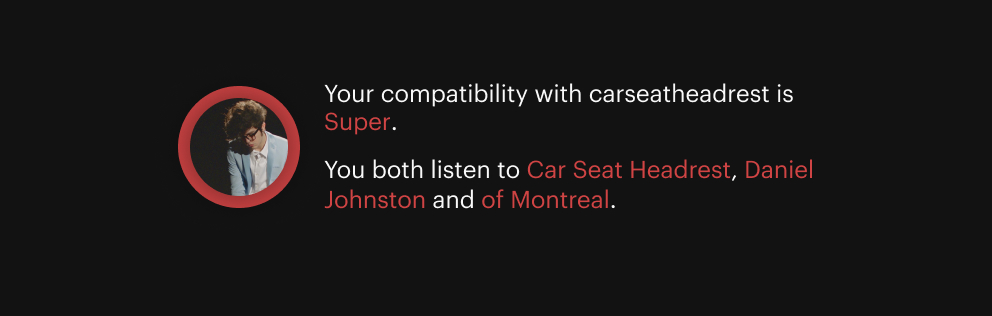 Your compatibility with carseatheadrest is
Super.
You both listen to Car Seat Headrest, Daniel
Johnston and of Montreal.